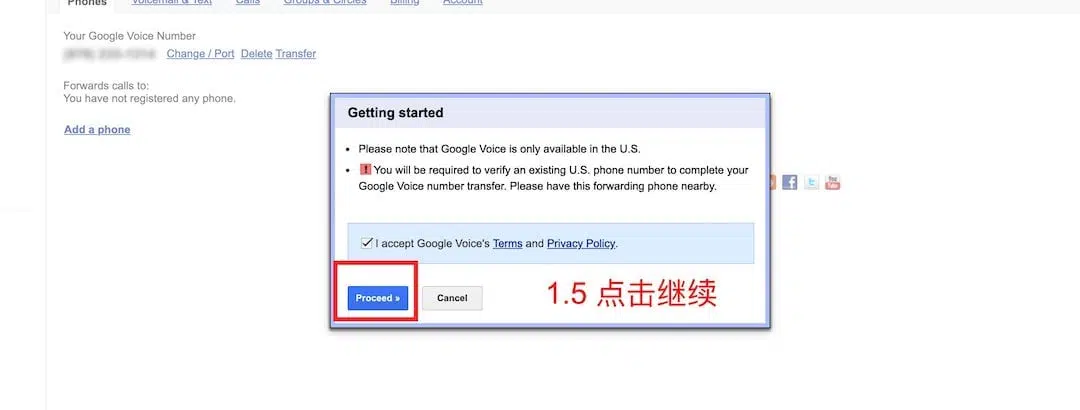 Phones Voicemail & Text Calls Groups & Circles Billing Account
Your Google Voice Number
Change / Port Delete Transfer
Forwards calls to:
You have not registered any phone.
Add a phone
Getting started
• Please note that Google Voice is only available in the U.S.
• ! You will be required to verify an existing U.S. phone number to complete your
Google Voice number transfer. Please have this forwarding phone nearby.
I accept Google Voice's Terms and Privacy Policy.
Proceed » Cancel
1.5 点击继续